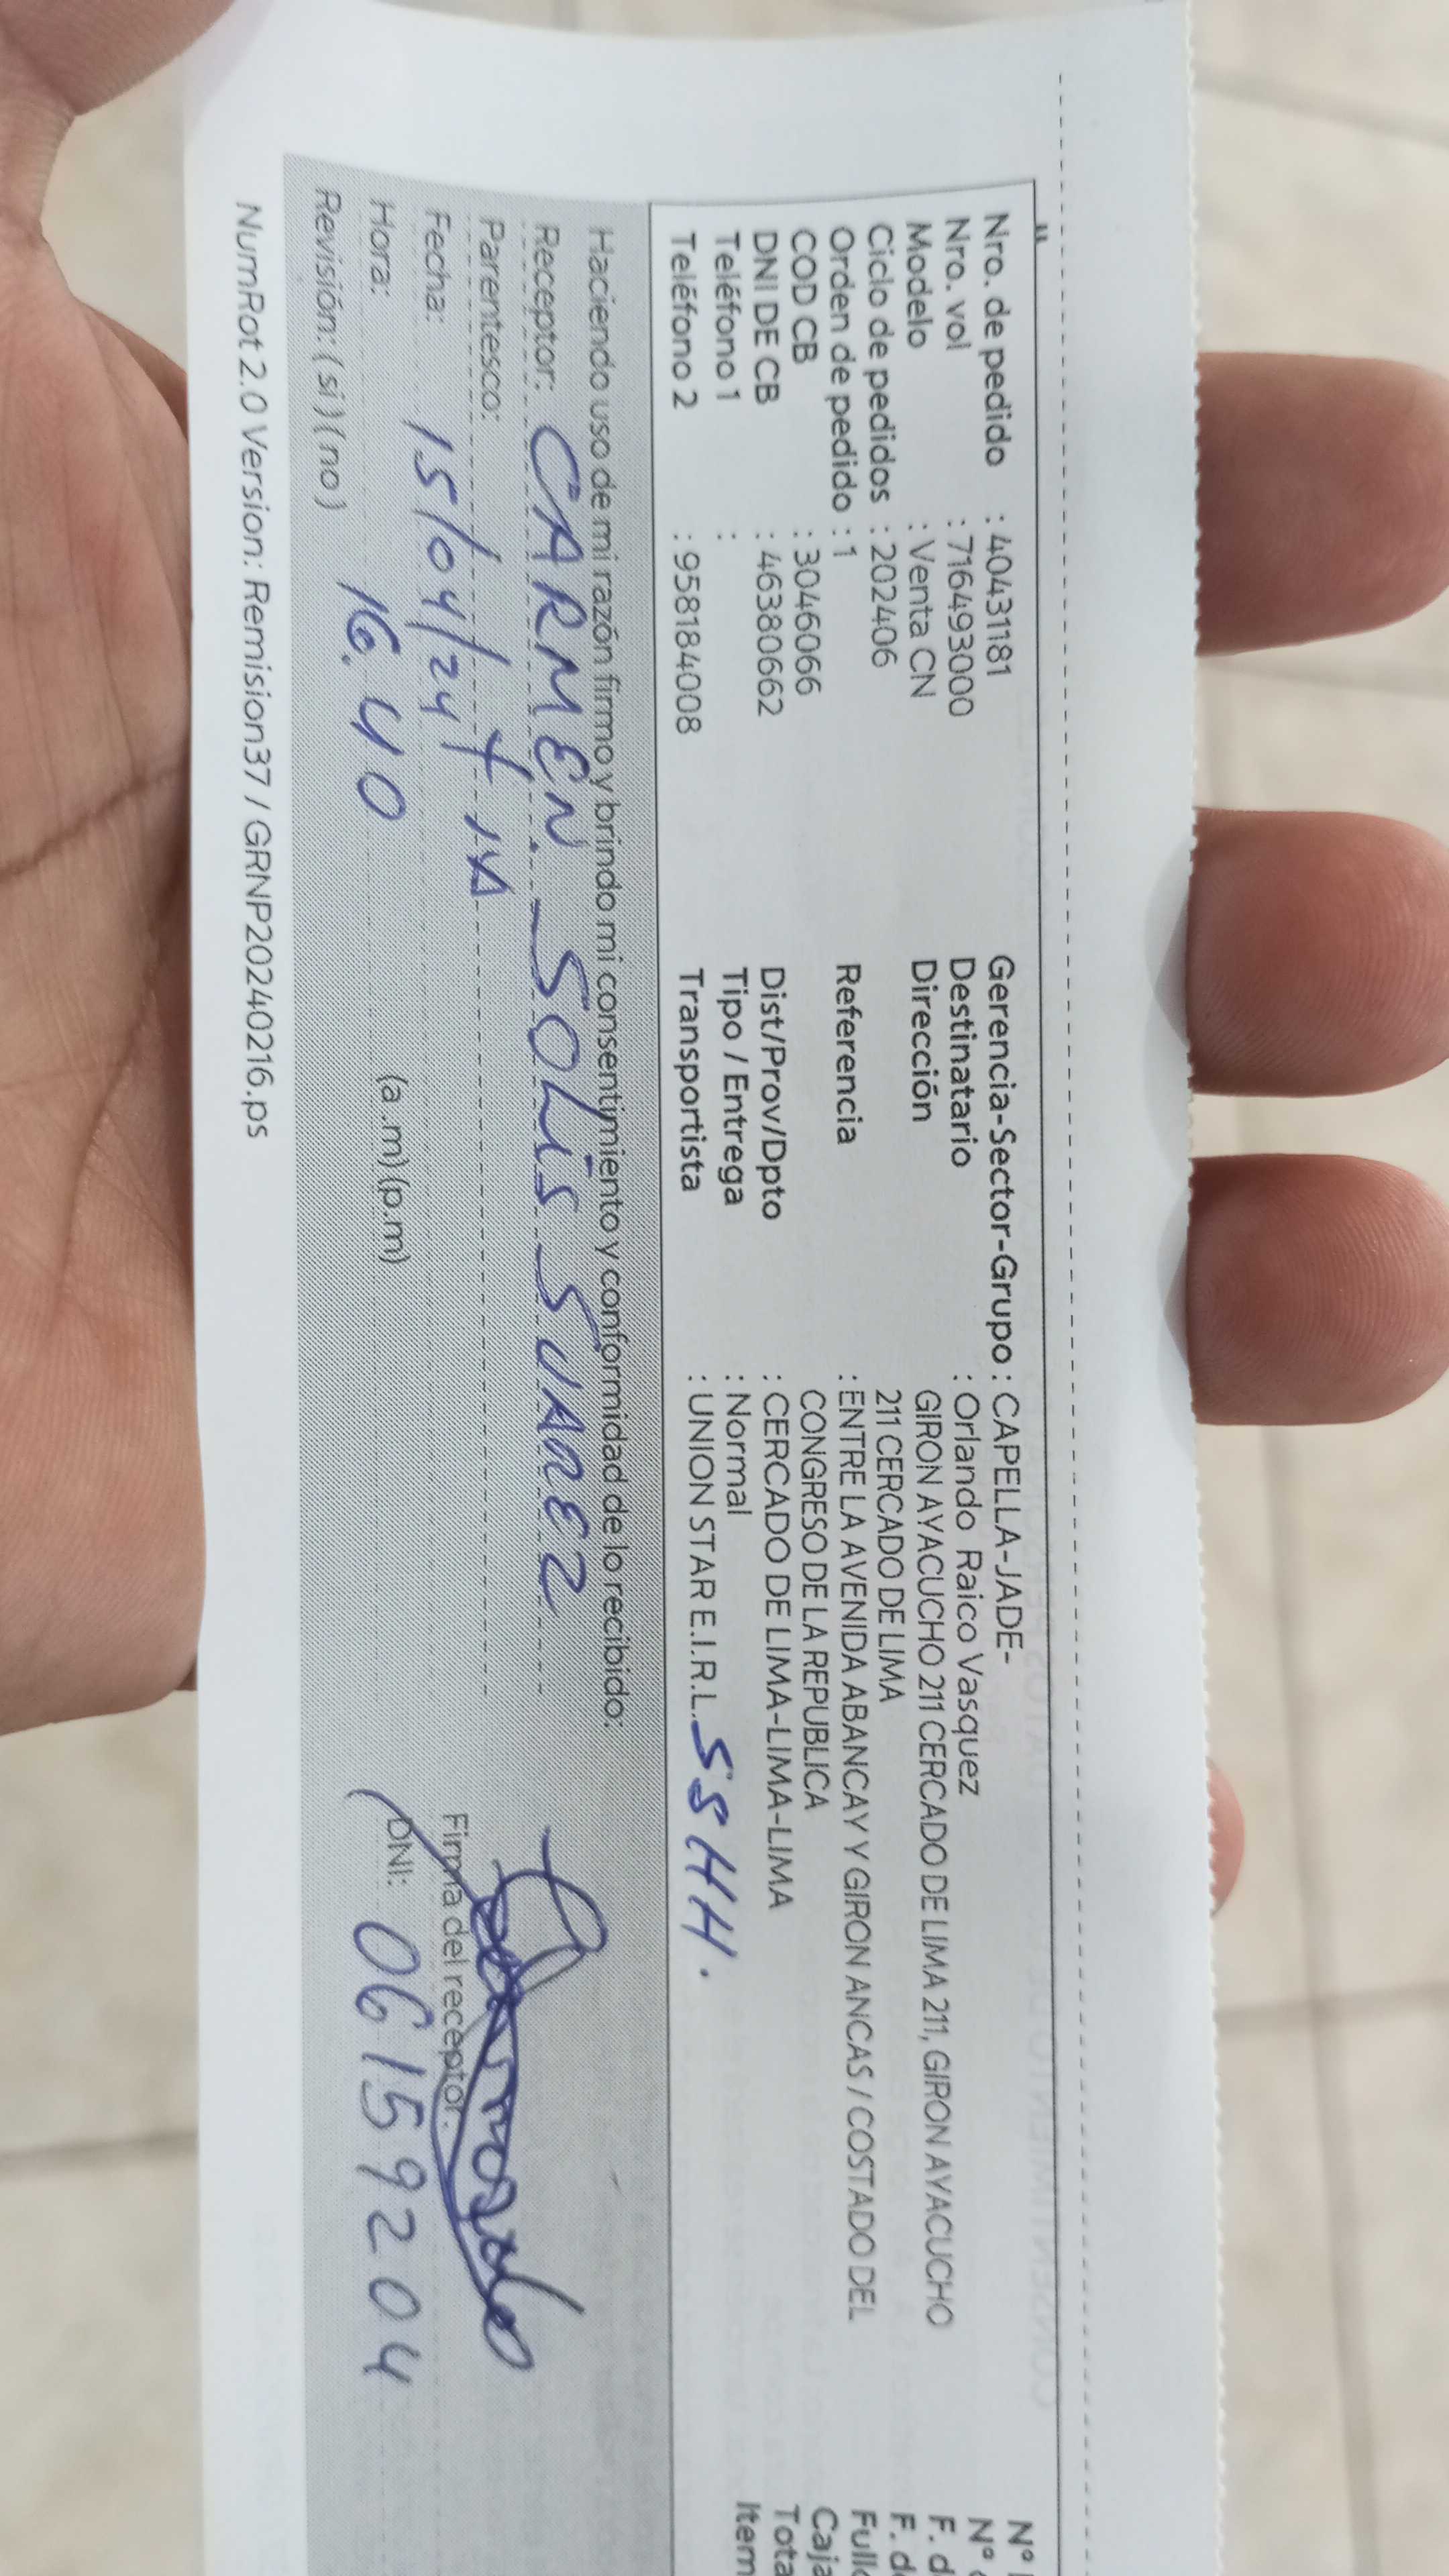 Nro. de pedido : 40431181
Nro. vol : 716493000
Modelo : Venta CN
Ciclo de pedidos : 202406
Orden de pedido : 1
COD CB : 3046066
DNI DE CB : 46380662
Teléfono 1 :
Teléfono 2 : 958184008
Gerencia-Sector-Grupo : CAPELLA-JADE-
Destinatario : Orlando Raico Vasquez
Dirección GIRON AYACUCHO 211 CERCADO DE LIMA 211, GIRON AYACUCHO
211 CERCADO DE LIMA
Referencia : ENTRE LA AVENIDA ABANCAY Y GIRON ANCAS / COSTADO DEL
CONGRESO DE LA REPUBLICA
Dist/Prov/Dpto : CERCADO DE LIMA-LIMA-LIMA
Tipo / Entrega : Normal
Transportista : UNION STAR E.I.R.L. SSHH.
N°
N°
F. d
F. d
Caja
Tota
Item
Haciendo uso de mi razón firmo y brindo mi consentimiento y conformidad de lo recibido:
Receptor: CARMEN SOLIS SUAREZ
Parentesco: tia
Fecha: 15/04/24
Hora: 16.40 (a.m)(p.m)
Revisión: (si)(no)
Firma del receptor.
DNI: 06159204
NumRot 2.0 Version: Remision37 / GRNP20240216.ps